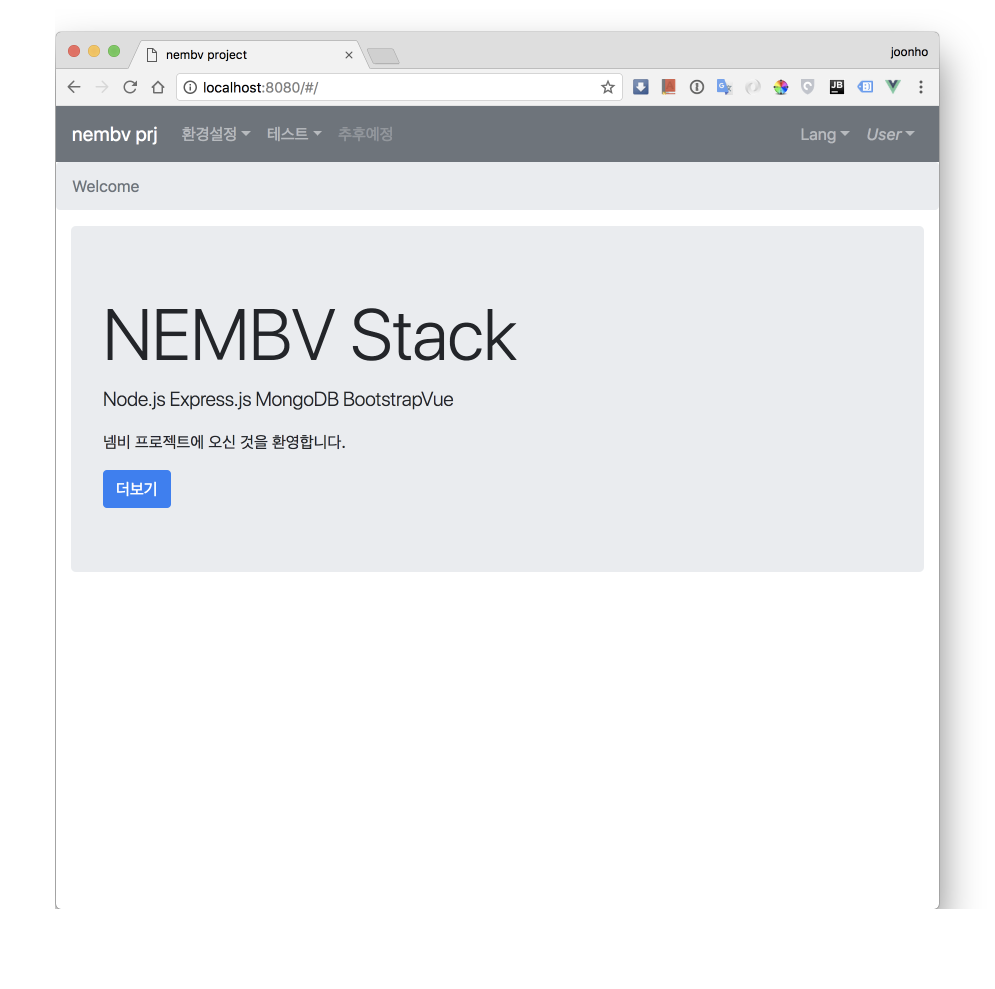 nembv project
joonho
localhost:8080/#/
nembv prj 환경설정 테스트 추후예정 Lang User
Welcome
NEMBV Stack
Node.js Express.js MongoDB BootstrapVue
넴비 프로젝트에 오신 것을 환영합니다.
더보기